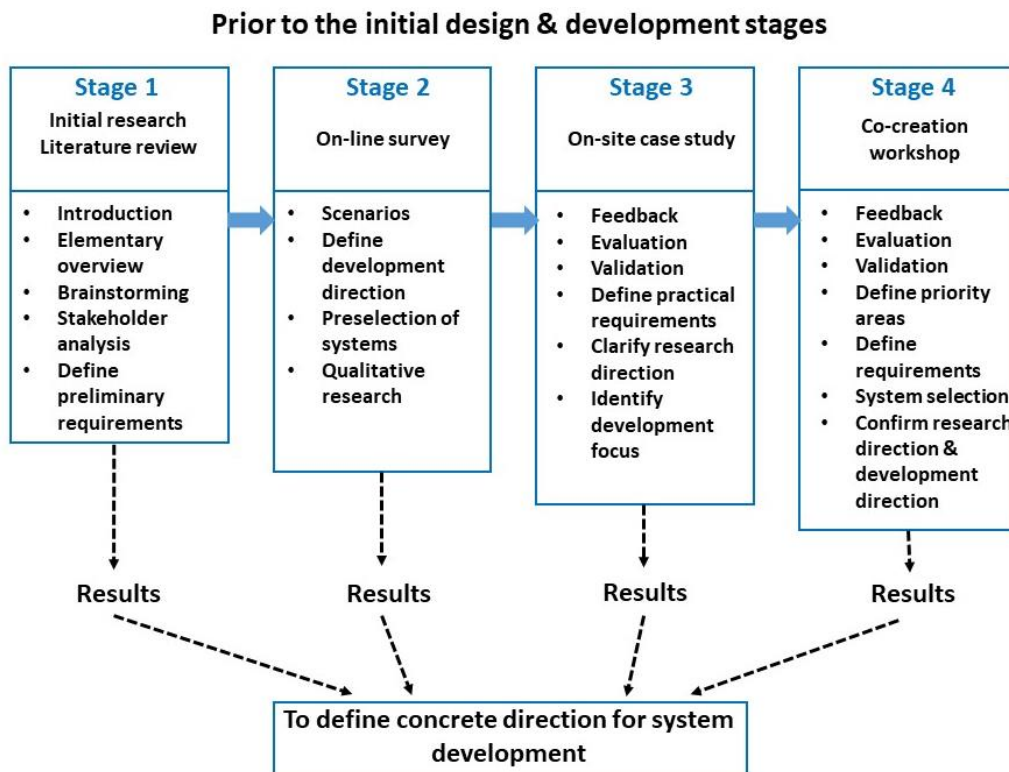 Prior to the initial design & development stages
Stage 1
Initial research
Literature review
• Introduction
• Elementary
overview
• Brainstorming
• Stakeholder
analysis
• Define
preliminary
requirements
Stage 2
On-line survey
• Scenarios
• Define
development
direction
• Preselection of
systems
• Qualitative
research
Stage 3
On-site case study
• Feedback
• Evaluation
• Validation
• Define practical
requirements
• Clarify research
direction
• Identify
development
focus
Stage 4
Co-creation
workshop
• Feedback
• Evaluation
• Validation
• Define priority
areas
• Define
requirements
• System selection
• Confirm research
direction &
development
direction
Results
Results
Results
Results
To define concrete direction for system
development